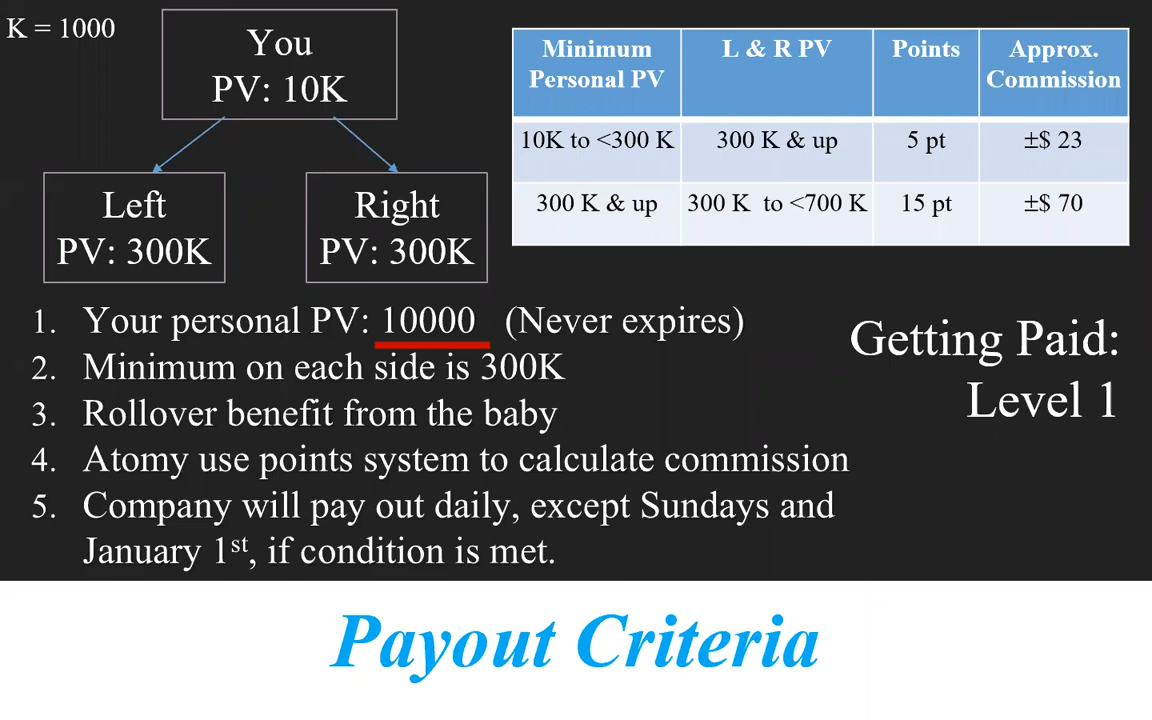 K = 1000
You
PV: 10K
Left
PV: 300K
Right
PV: 300K
Minimum Personal PV	L & R PV	Points	Approx. Commission
10K to <300 K	300 K & up	5 pt	±$ 23
300 K & up	300 K to <700 K	15 pt	±$ 70
1. Your personal PV: 10000 (Never expires)
2. Minimum on each side is 300K
3. Rollover benefit from the baby
4. Atomy use points system to calculate commission
5. Company will pay out daily, except Sundays and
January 1st, if condition is met.
Getting Paid:
Level 1
Payout Criteria